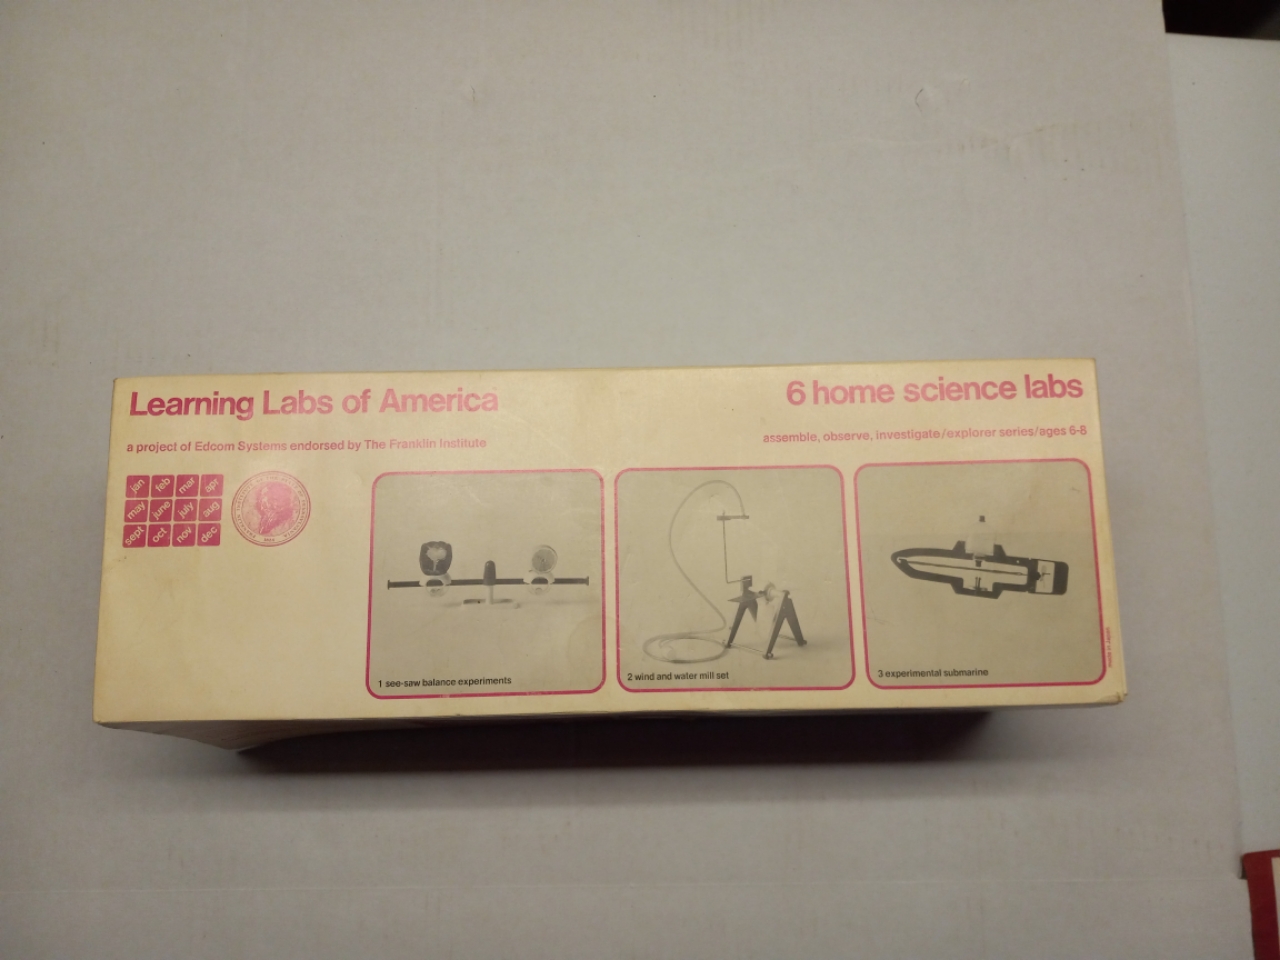 Learning Labs of America
6 home science labs
a project of Edcom Systems endorsed by The Franklin Institute
assemble, observe, investigate/explorer series/ages 6-8
jan feb mar apr
may june july aug
sept oct nov dec
1 see-saw balance experiments
2 wind and water mill set
3 experimental submarine